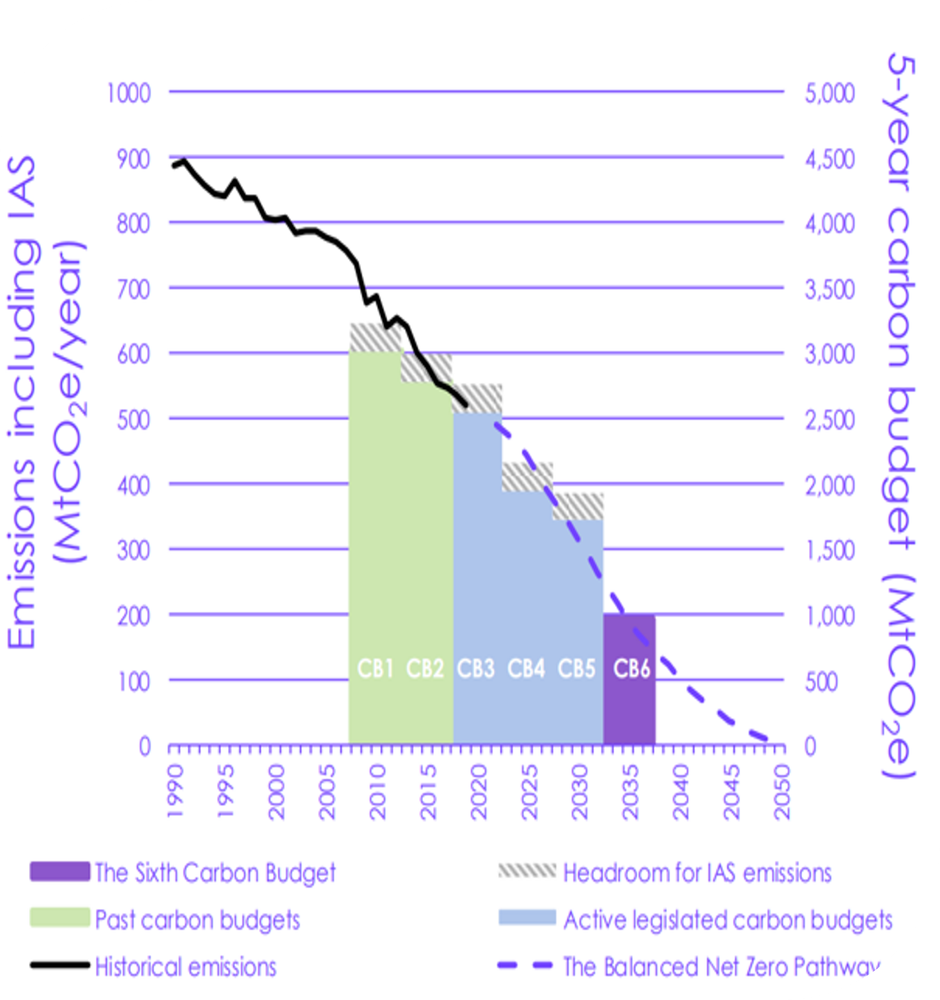 Emissions including IAS
(MtCO₂e/year)
5-year carbon budget (MtCO₂e)
1000
900
800
700
600
500
400
300
200
100
0
5,000
4,500
4,000
3,500
3,000
2,500
2,000
1,500
1,000
500
0
CB1 CB2 CB3 CB4 CB5 CB6
1990 1995 2000 2005 2010 2015 2020 2025 2030 2035 2040 2045 2050
The Sixth Carbon Budget
Headroom for IAS emissions
Past carbon budgets
Active legislated carbon budgets
Historical emissions
The Balanced Net Zero Pathway